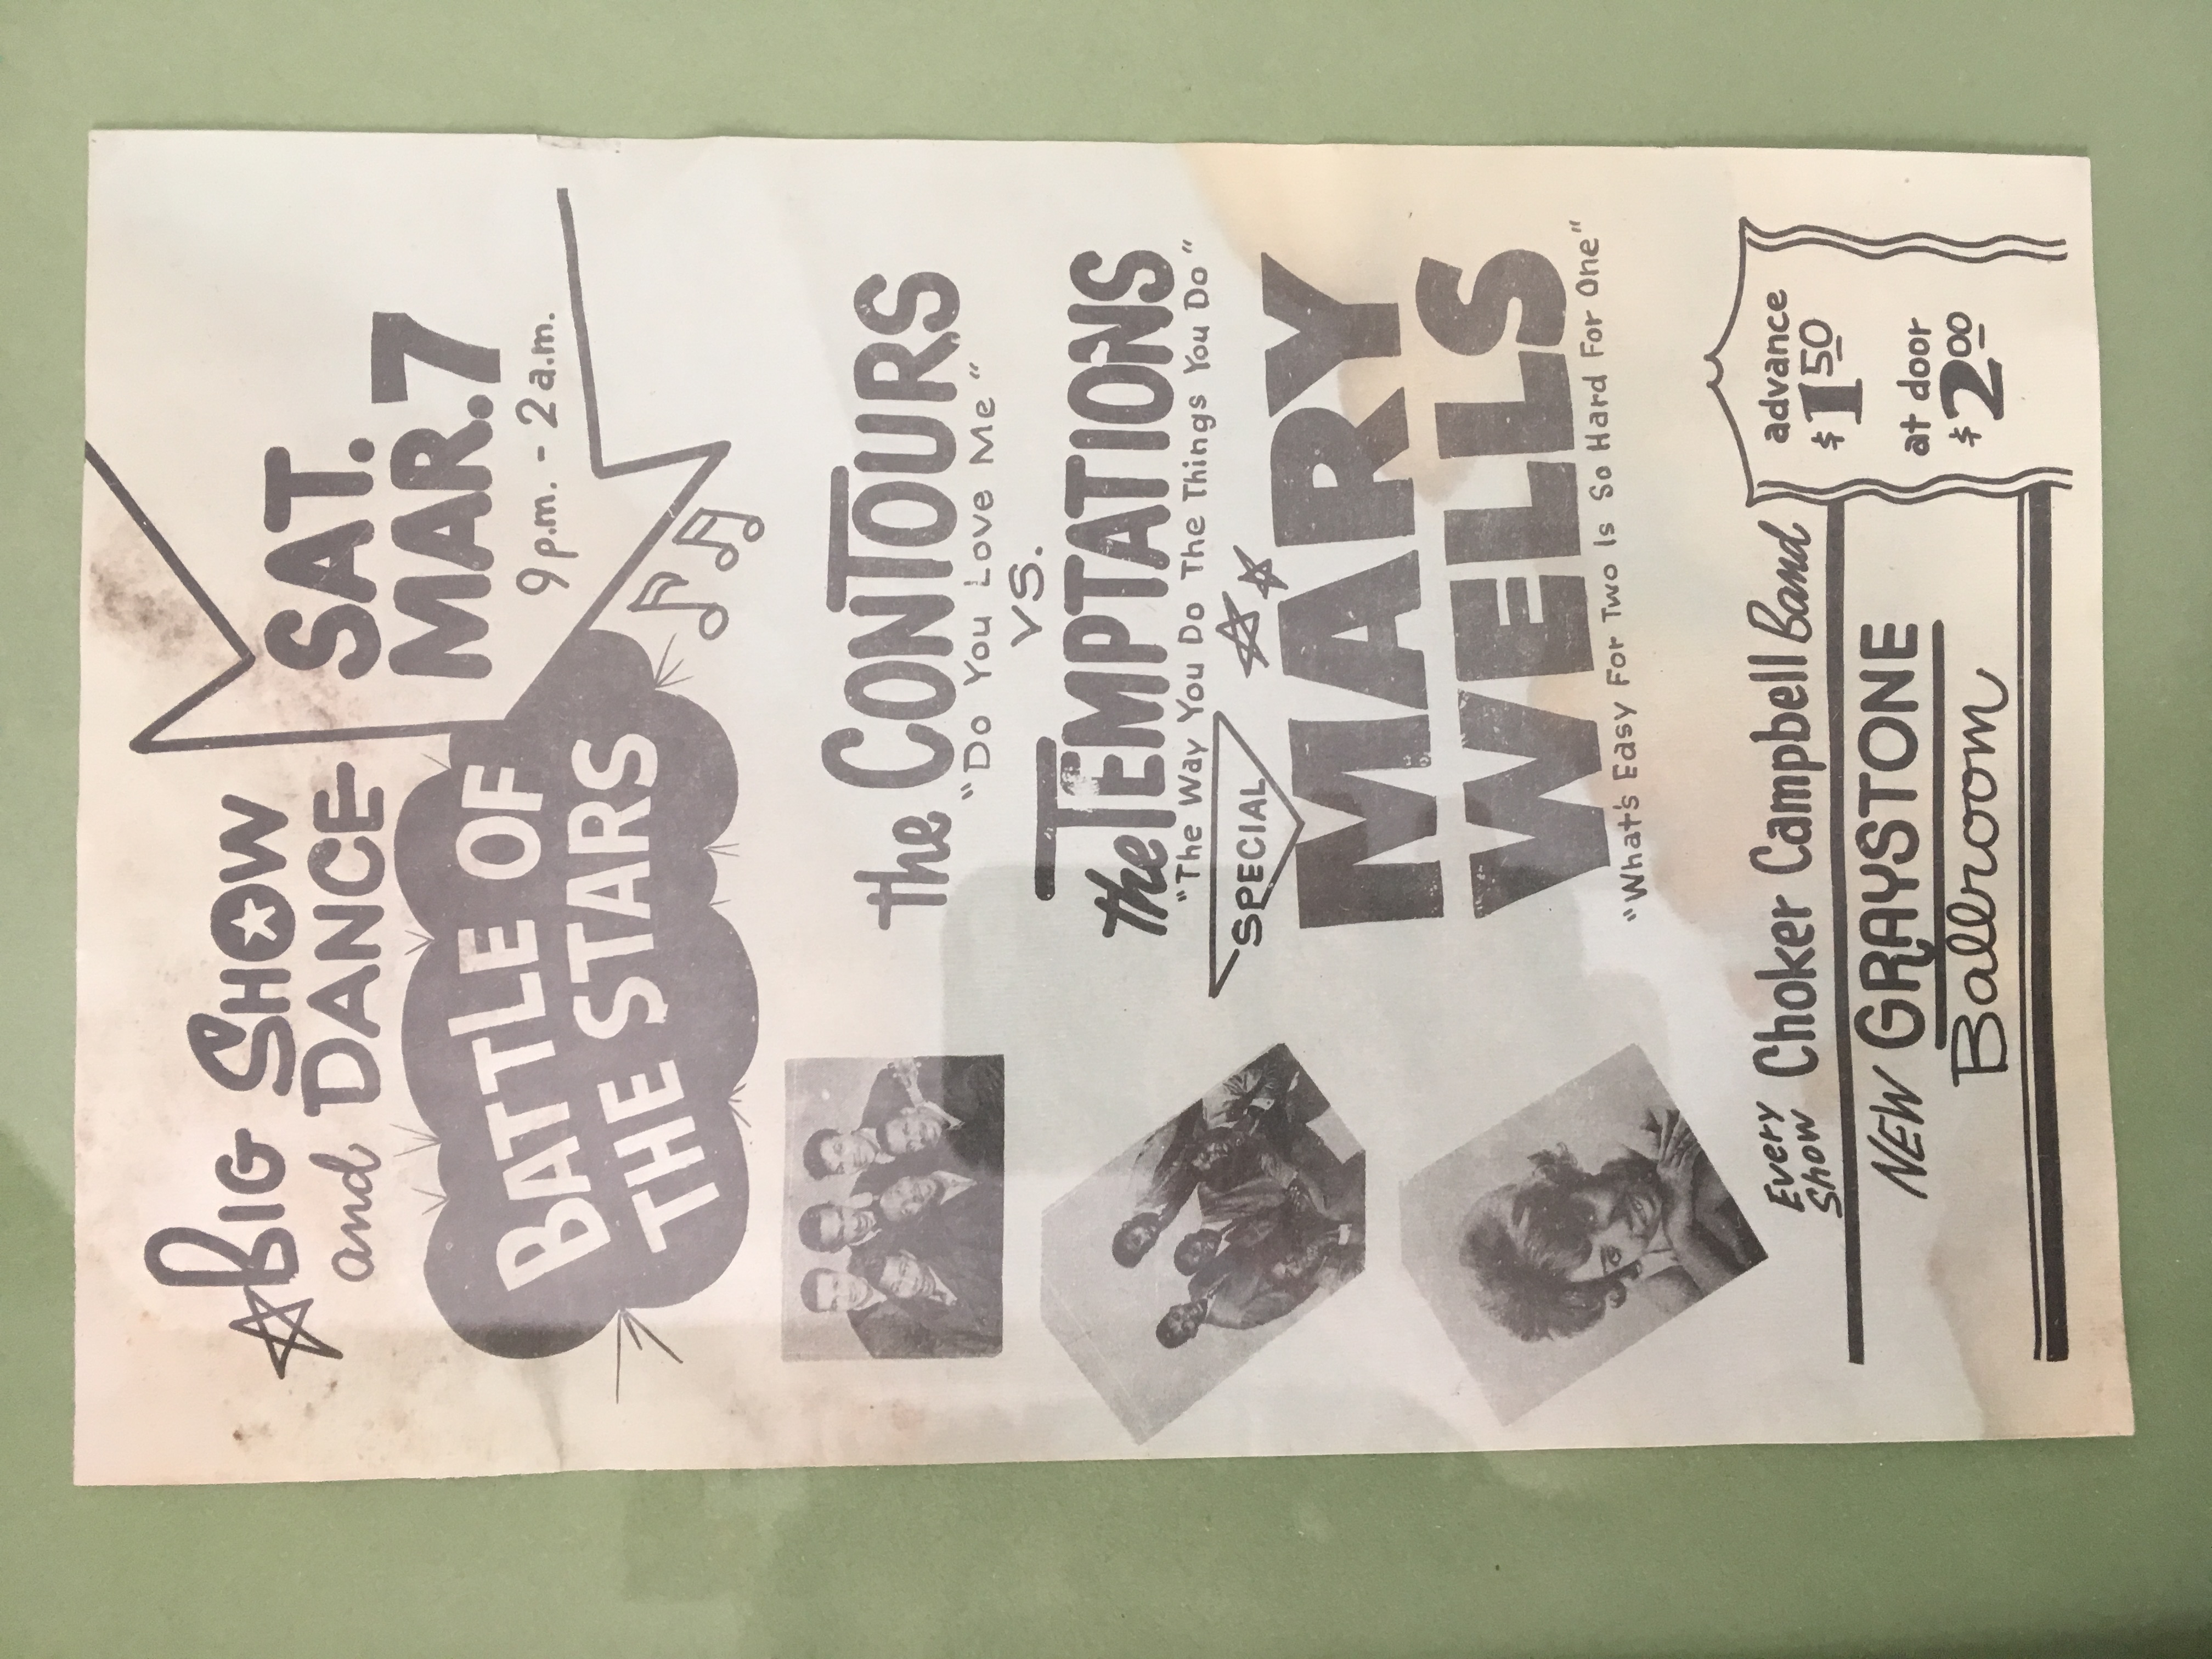 BIG SHOW
and DANCE
SAT.
MAR. 7
9 p.m. - 2 a.m.
BATTLE OF
THE STARS
the CONTOURS
"Do You Love Me"
VS.
the TEMPTATIONS
"The Way You Do The Things You Do"
SPECIAL
MARY
WELLS
"What's Easy For Two Is So Hard For One"
Every
Show
Choker Campbell Band
NEW GRAYSTONE
Ballroom
advance
$1.50
at door
$2.00